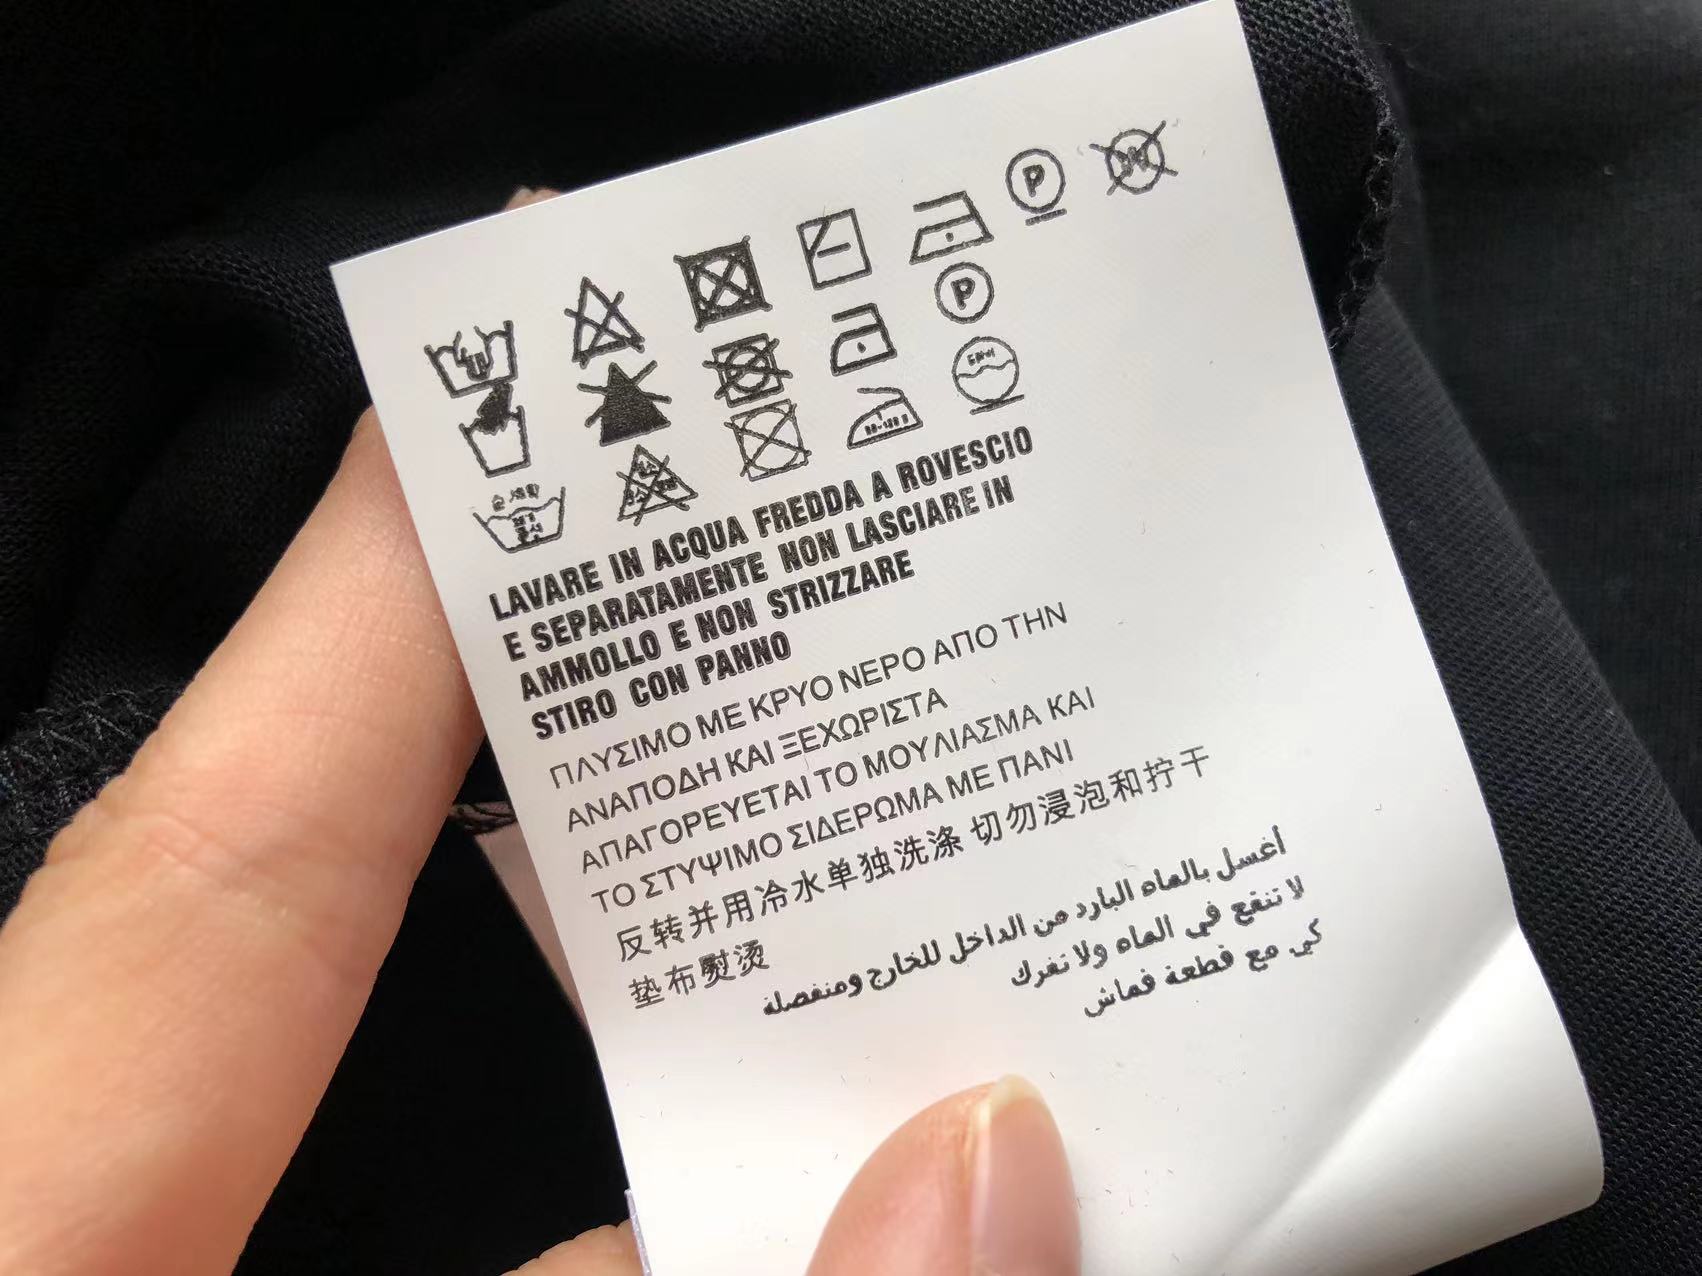 P
W
P
LAVARE IN ACQUA FREDDA A ROVESCIO
E SEPARATAMENTE NON LASCIARE IN
AMMOLLO E NON STRIZZARE
STIRO CON PANNO
ΠΛΥΣΙΜΟ ΜΕ ΚΡΥΟ ΝΕΡΟ ΑΠΟ ΤΗΝ
ΑΝΑΠΟΔΗ ΚΑΙ ΞΕΧΩΡΙΣΤΑ
ΑΠΑΓΟΡΕΥΕΤΑΙ ΤΟ ΜΟΥΛΙΑΣΜΑ ΚΑΙ
ΤΟ ΣΤΥΨΙΜΟ ΣΙΔΕΡΩΜΑ ΜΕ ΠΑΝΙ
反转并用冷水单独洗涤 切勿浸泡和拧干
垫布熨烫
أغسل بالماه البارد من الداخل للخارج ومنفصلة
لا تنقع في الماه ولا تفرك
كي مع قطعة قماش